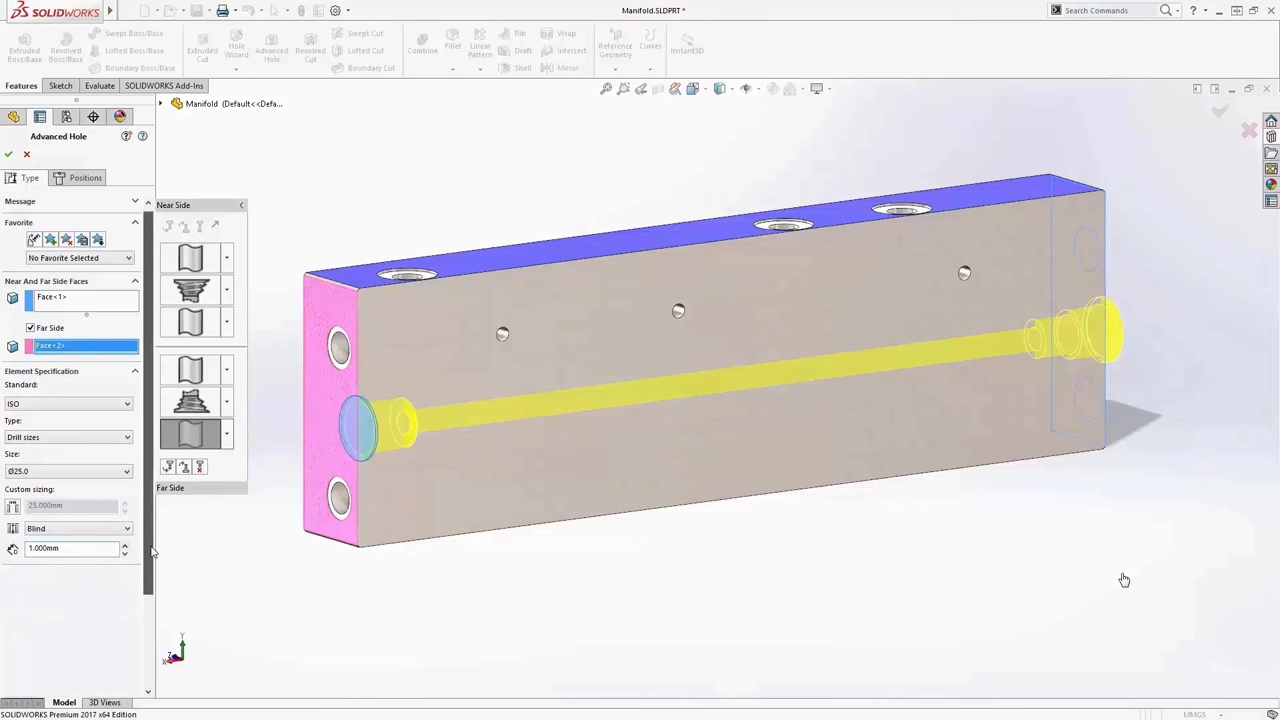 SOLIDWORKS
Manifold.SLDPRT *
Search Commands
Extruded Boss/Base
Revolved Boss/Base
Swept Boss/Base
Lofted Boss/Base
Boundary Boss/Base
Extruded Cut
Hole Wizard
Advanced Hole
Revolved Cut
Swept Cut
Lofted Cut
Boundary Cut
Combine
Fillet
Linear Pattern
Rib
Draft
Shell
Wrap
Intersect
Mirror
Reference Geometry
Curves
Instant3D
Features
Sketch
Evaluate
SOLIDWORKS Add-Ins
Manifold (Default<<Defa...
Advanced Hole
Type
Positions
Message
Favorite
No Favorite Selected
Near And Far Side Faces
Face<1>
Far Side
Face<2>
Element Specification
Standard:
ISO
Type:
Drill sizes
Size:
Ø25.0
Custom sizing:
25.000mm
Blind
1.000mm
Near Side
Far Side
Y
X
Z
Model
3D Views
SOLIDWORKS Premium 2017 x64 Edition
MMGS